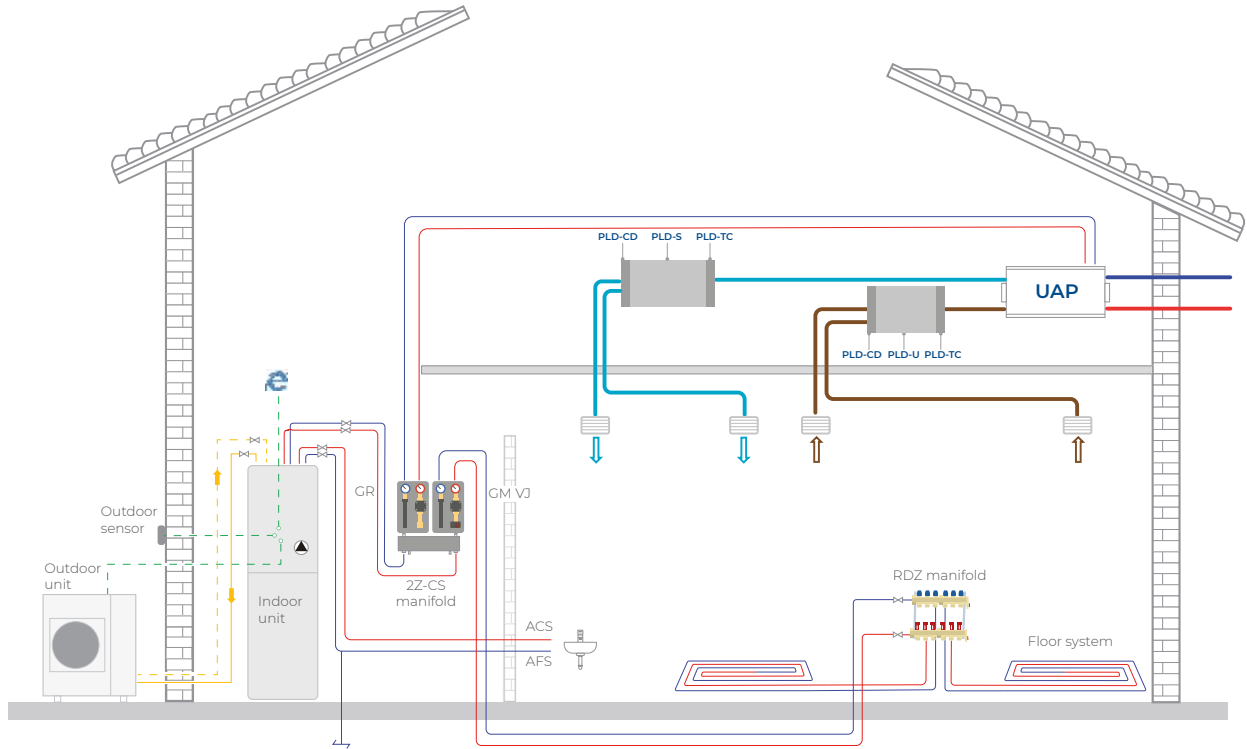 PLD-CD PLD-S PLD-TC
UAP
PLD-CD PLD-U PLD-TC
GR
GM VJ
Outdoor
sensor
Outdoor
unit
Indoor
unit
2Z-CS
manifold
RDZ manifold
ACS
AFS
Floor system